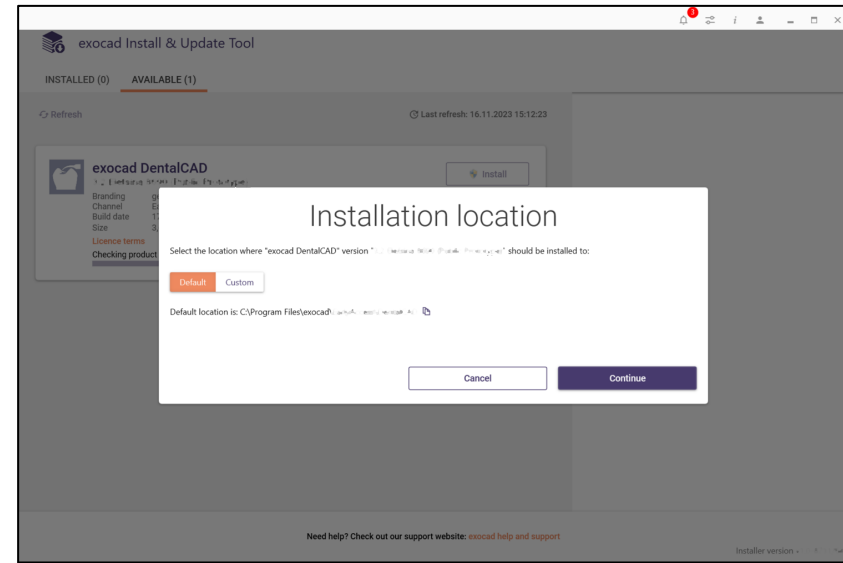 3
exocad Install & Update Tool
INSTALLED (0) AVAILABLE (1)
Refresh Last refresh: 16.11.2023 15:12:23
exocad DentalCAD
Install
Branding
Channel
Build date
Size
Licence terms
Checking product
Installation location
Select the location where "exocad DentalCAD" version " " should be installed to:
Default Custom
Default location is: C:\Program Files\exocad\
Cancel Continue
Need help? Check out our support website: exocad help and support
Installer version